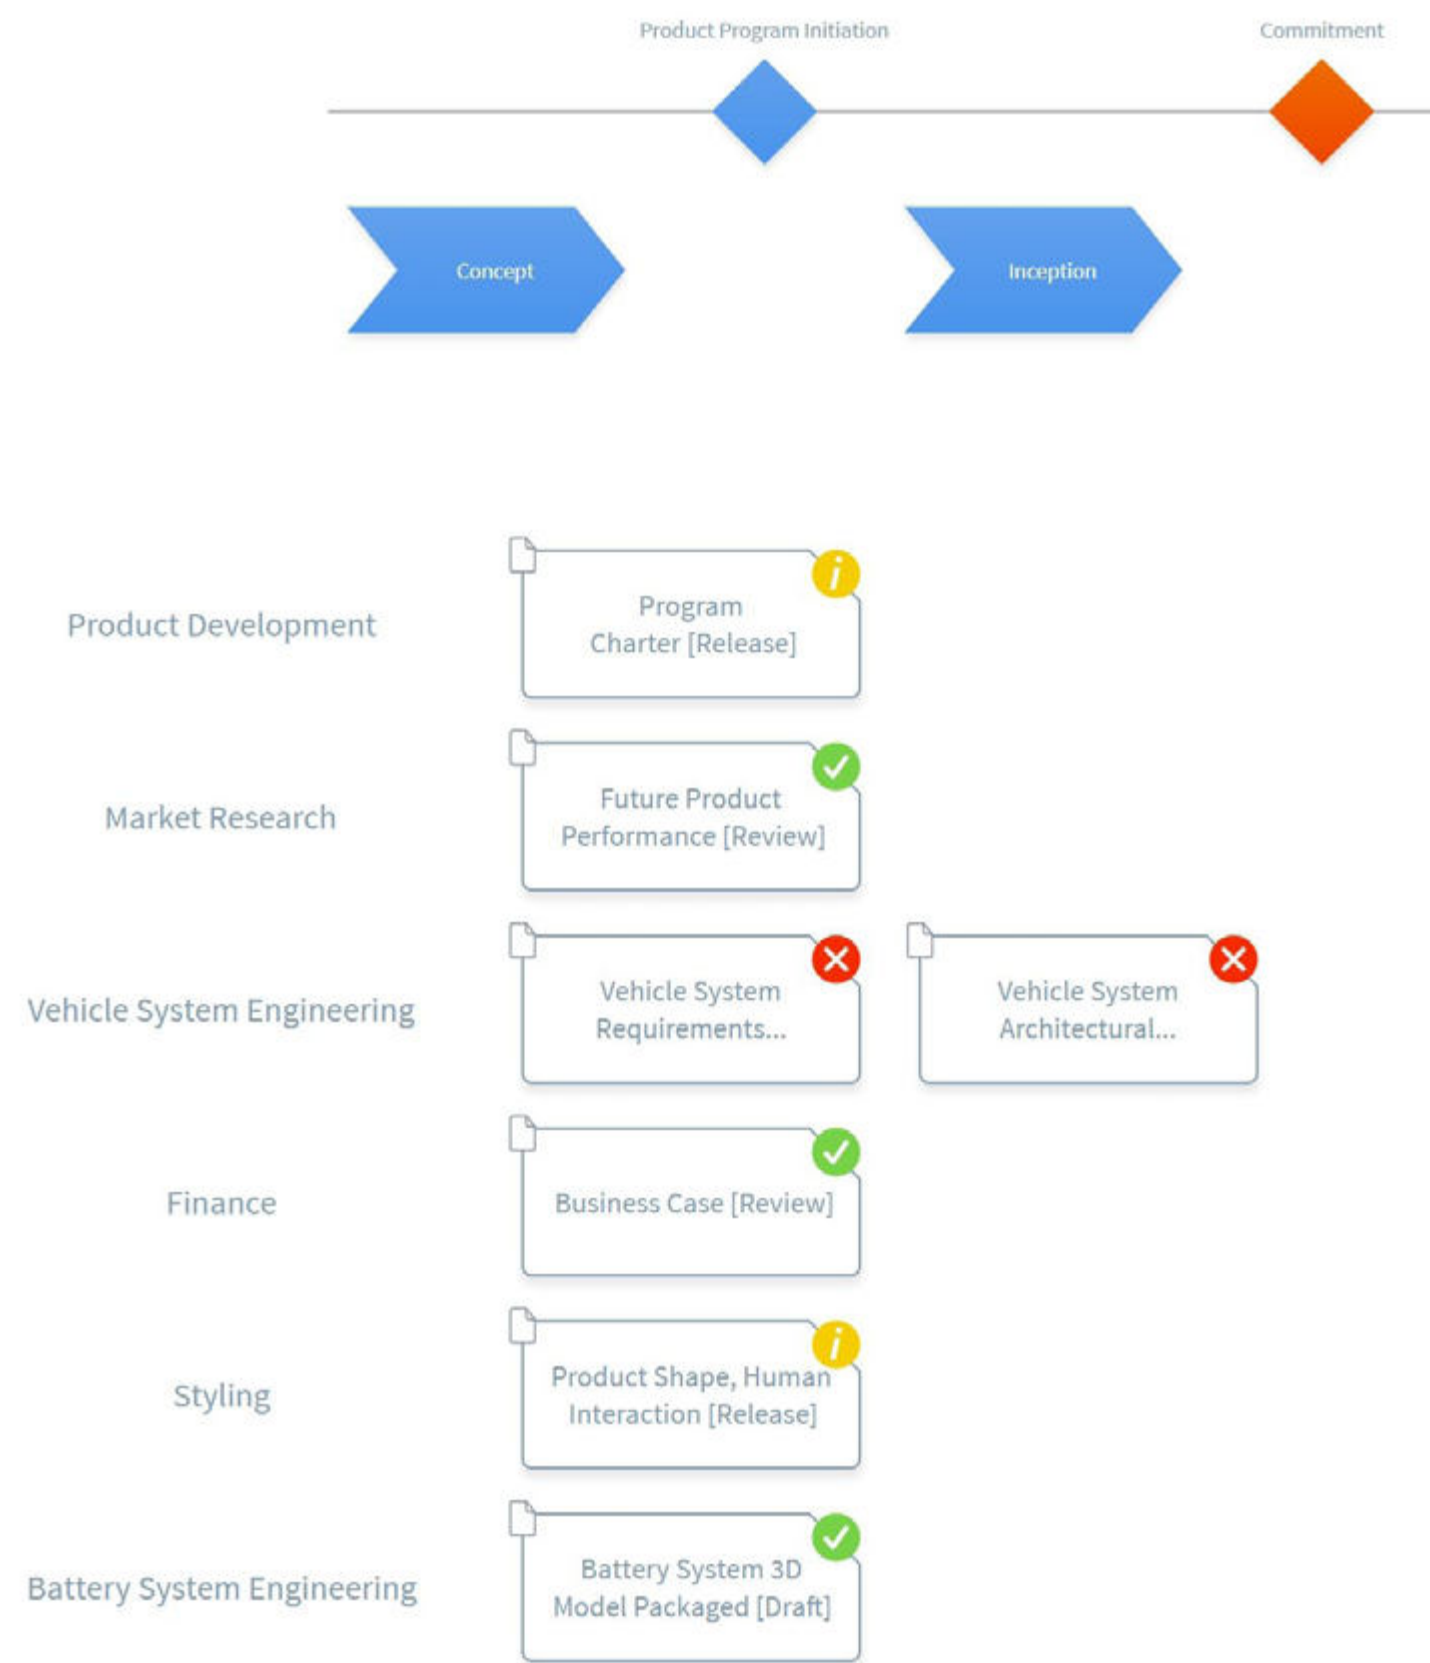 Product Program Initiation
Commitment
Concept
Inception
Product Development
Program
Charter [Release]
Market Research
Future Product
Performance [Review]
Vehicle System Engineering
Vehicle System
Requirements...
Vehicle System
Architectural...
Finance
Business Case [Review]
Styling
Product Shape, Human
Interaction [Release]
Battery System Engineering
Battery System 3D
Model Packaged [Draft]